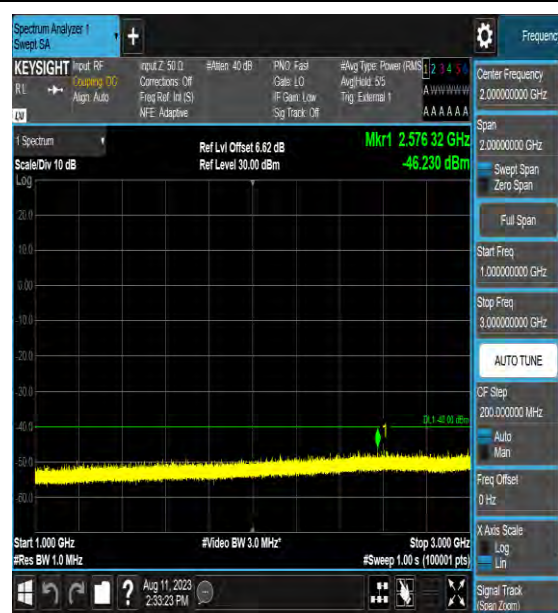 Spectrum Analyzer 1
Swept SA
Frequenc
KEYSIGHT
RL
Input: RF
Coupling: DC
Align: Auto
Input Z: 50 Ω
Corrections: Off
Freq Ref: Int (S)
NFE: Adaptive
#Atten: 40 dB
PNO: Fast
Gate: LO
IF Gain: Low
Sig Track: Off
#Avg Type: Power (RMS
Avg|Hold: 5/5
Trig: External 1
1 2 3 4 5 6
A W W W W W
A A A A A A
LW
1 Spectrum
Scale/Div 10 dB
Log
Ref Lvl Offset 6.62 dB
Ref Level 30.00 dBm
Mkr1 2.576 32 GHz
-46.230 dBm
20.0
10.0
0.00
-10.0
-20.0
-30.0
-40.0
-50.0
-60.0
DL1 -40.00 dBm
1
Start 1.000 GHz
#Res BW 1.0 MHz
#Video BW 3.0 MHz*
Stop 3.000 GHz
#Sweep 1.00 s (100001 pts)
Center Frequency
2.000000000 GHz
Span
2.00000000 GHz
Swept Span
Zero Span
Full Span
Start Freq
1.000000000 GHz
Stop Freq
3.000000000 GHz
AUTO TUNE
CF Step
200.000000 MHz
Auto
Man
Freq Offset
0 Hz
X Axis Scale
Log
Lin
Signal Track
(Span Zoom)
?
Aug 11, 2023
2:33:23 PM